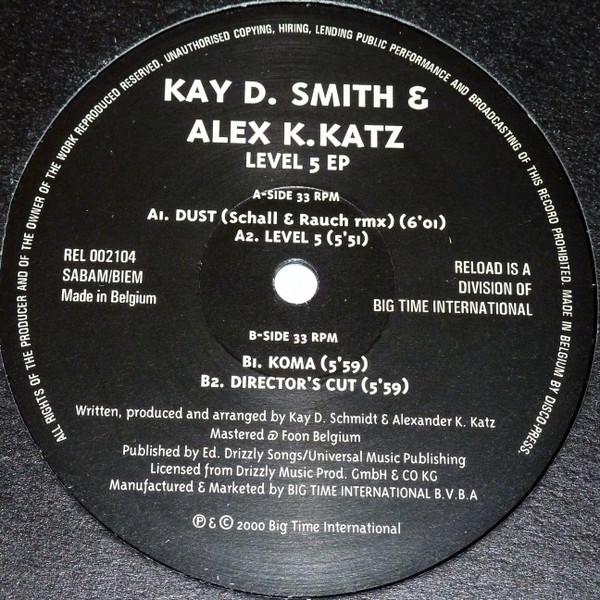 ALL RIGHTS OF THE PRODUCER AND OF THE OWNER OF THE WORK REPRODUCED RESERVED. UNAUTHORISED COPYING, HIRING, LENDING PUBLIC PERFORMANCE AND BROADCASTING OF THIS RECORD PROHIBITED. MADE IN BELGIUM BY DISCO-PRESS.
KAY D. SMITH &
ALEX K.KATZ
LEVEL 5 EP
A-SIDE 33 RPM
A1. DUST (Schall & Rauch rmx) (6'01)
A2. LEVEL 5 (5'51)
REL 002104
SABAM/BIEM
Made in Belgium
RELOAD IS A
DIVISION OF
BIG TIME INTERNATIONAL
B-SIDE 33 RPM
B1. KOMA (5'59)
B2. DIRECTOR'S CUT (5'59)
Written, produced and arranged by Kay D. Schmidt & Alexander K. Katz
Mastered @ Foon Belgium
Published by Ed. Drizzly Songs/Universal Music Publishing
Licensed from Drizzly Music Prod. GmbH & CO KG
Manufactured & Marketed by BIG TIME INTERNATIONAL B.V.B.A
℗ & © 2000 Big Time International